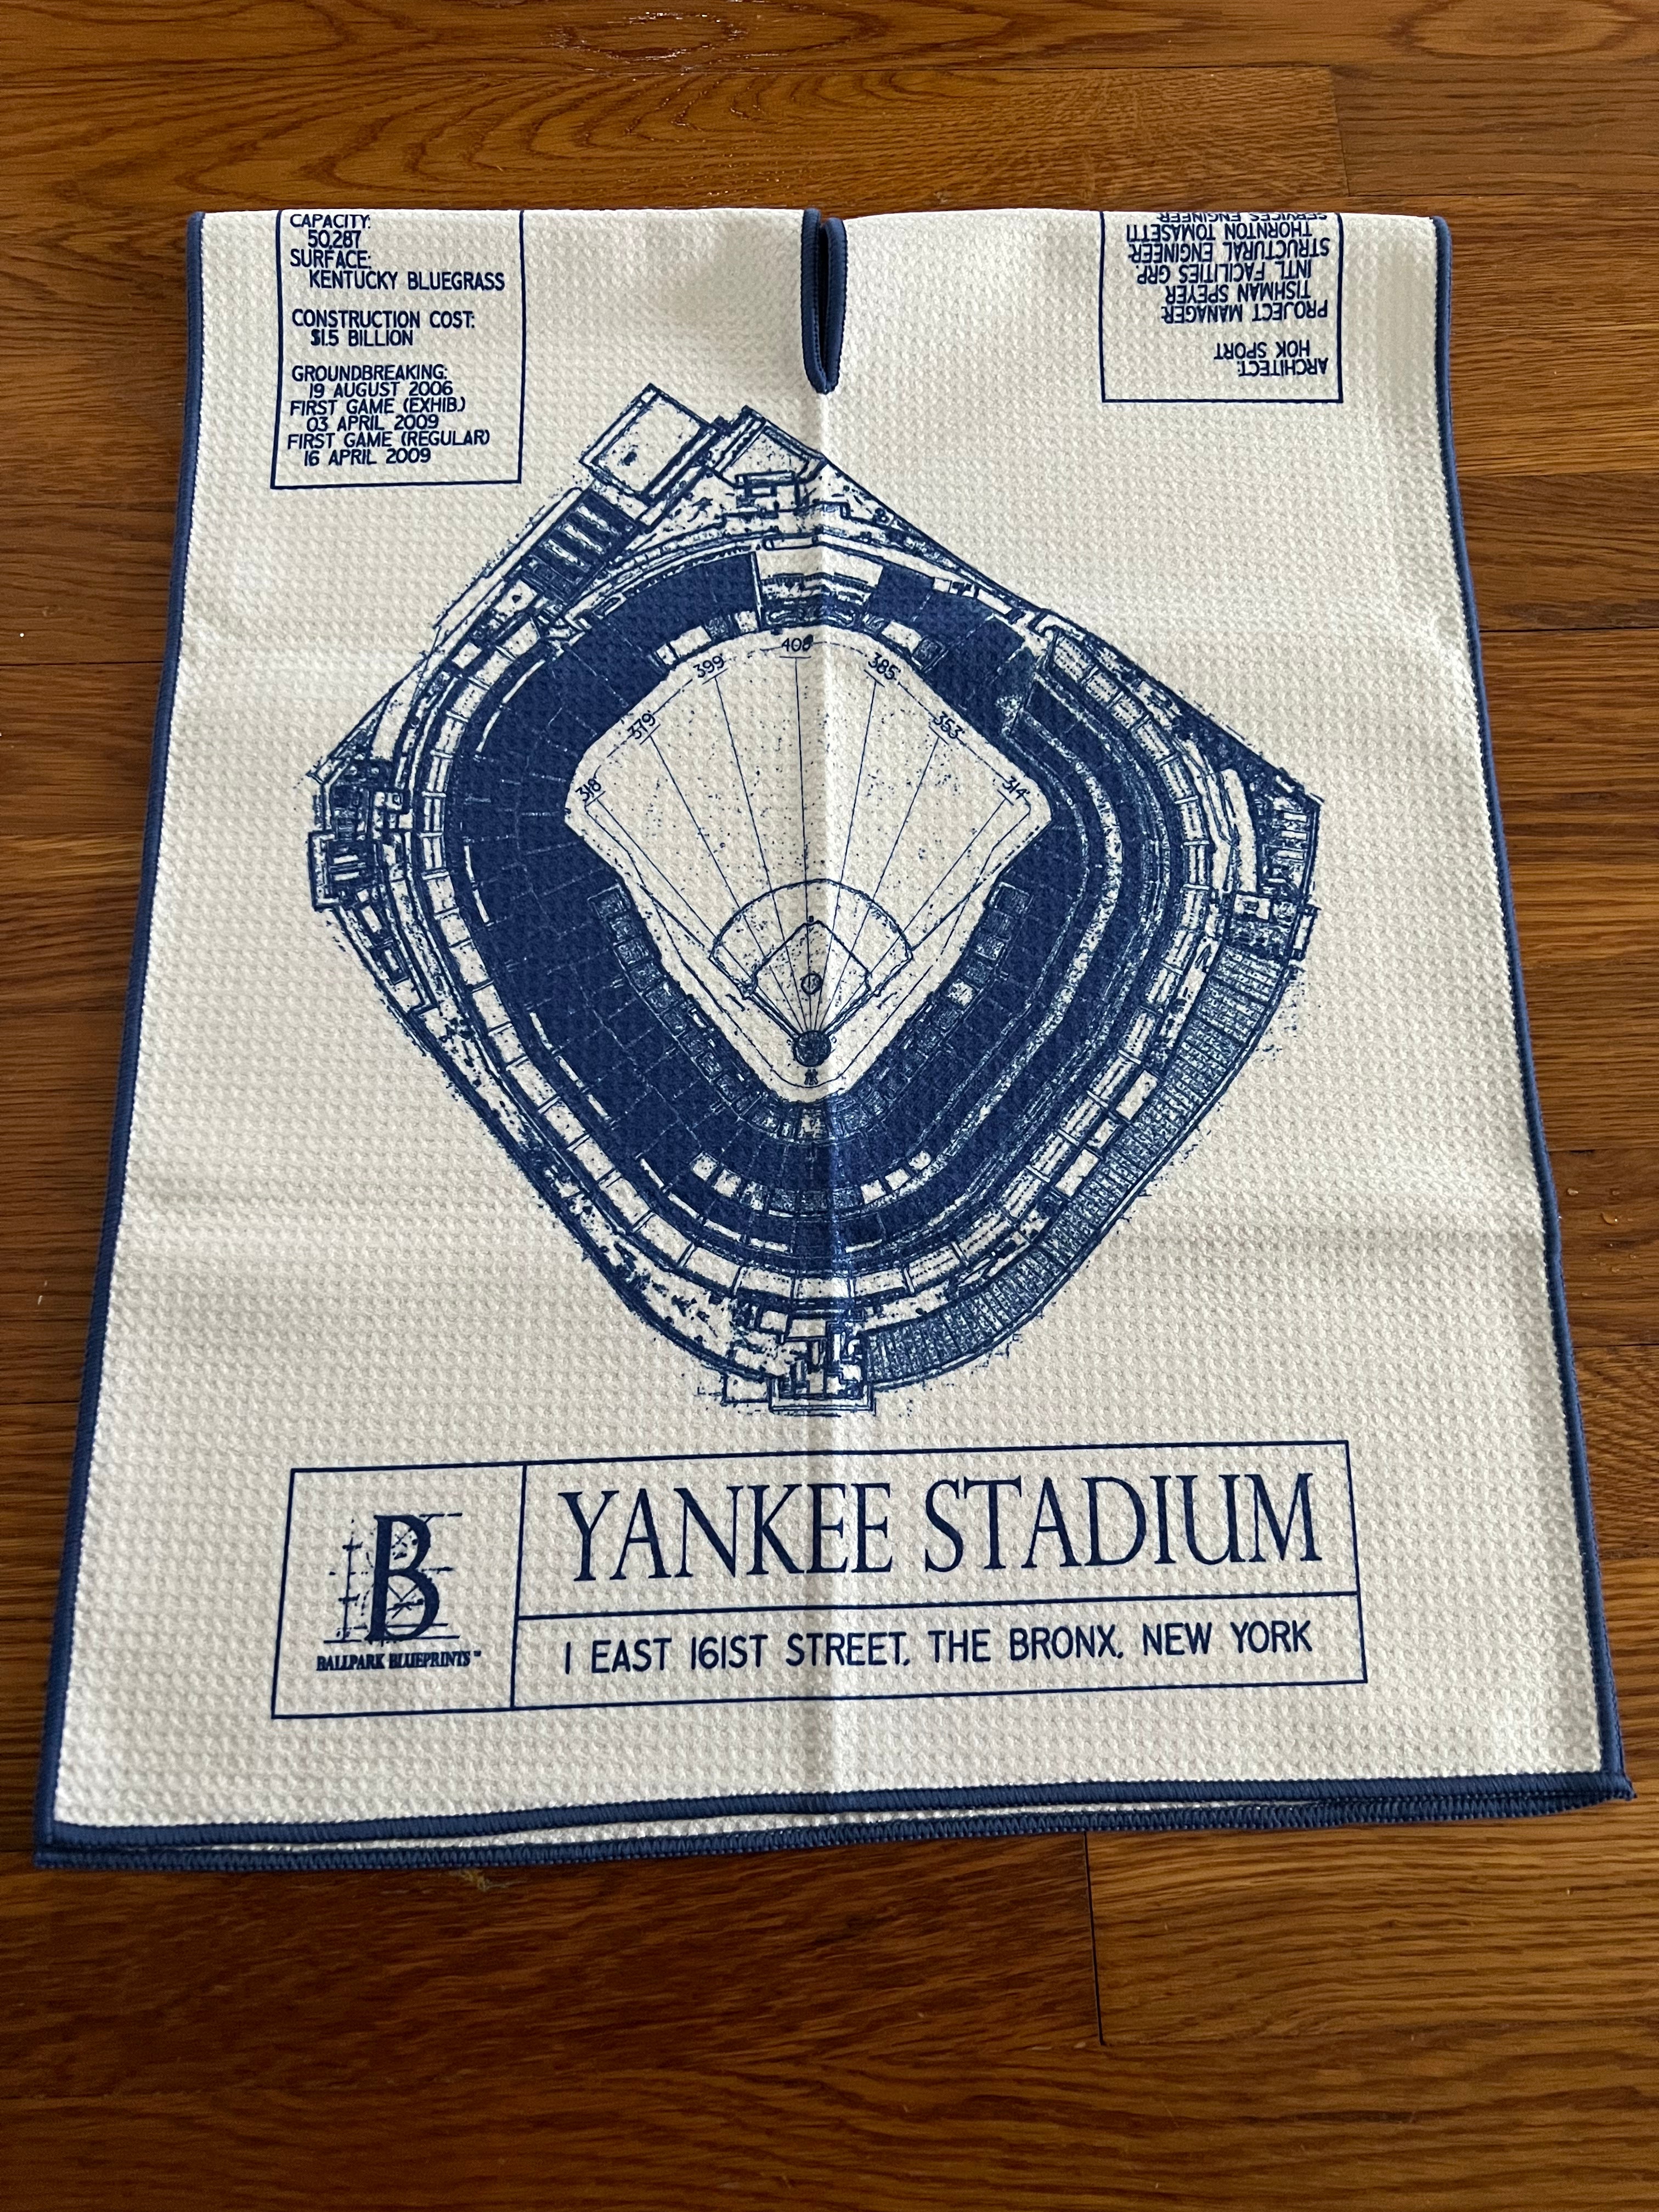 CAPACITY:
50,287
SURFACE:
KENTUCKY BLUEGRASS
CONSTRUCTION COST:
$1.5 BILLION
GROUNDBREAKING:
19 AUGUST 2006
FIRST GAME (EXHIB.)
03 APRIL 2009
FIRST GAME (REGULAR)
16 APRIL 2009
ARCHITECT:
HOK SPORT
PROJECT MANAGER:
TISHMAN SPEYER
INTL. FACILITIES GRP.
STRUCTURAL ENGINEER:
THORNTON TOMASETTI
SERVICES ENGINEER:
318
379
399
408
385
353
314
B
BALLPARK BLUEPRINTS™
YANKEE STADIUM
1 EAST 161ST STREET, THE BRONX, NEW YORK